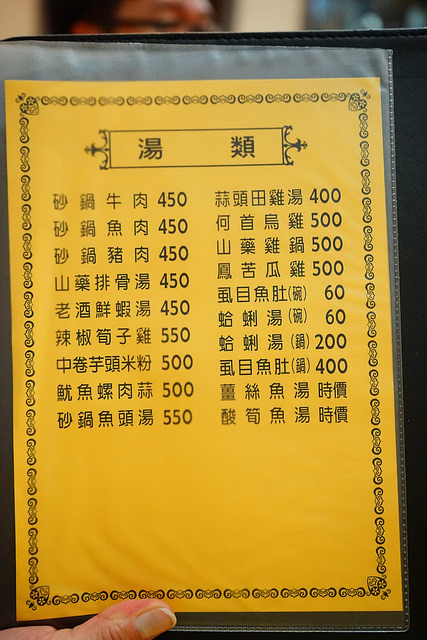 湯類
砂鍋牛肉 450
砂鍋魚肉 450
砂鍋豬肉 450
山藥排骨湯 450
老酒鮮蝦湯 450
辣椒筍子雞 550
中卷芋頭米粉 500
魷魚螺肉蒜 500
砂鍋魚頭湯 550
蒜頭田雞湯 400
何首烏雞 500
山藥雞鍋 500
鳳苦瓜雞 500
虱目魚肚(碗) 60
蛤蜊湯(碗) 60
蛤蜊湯(鍋) 200
虱目魚肚(鍋) 400
薑絲魚湯 時價
酸筍魚湯 時價